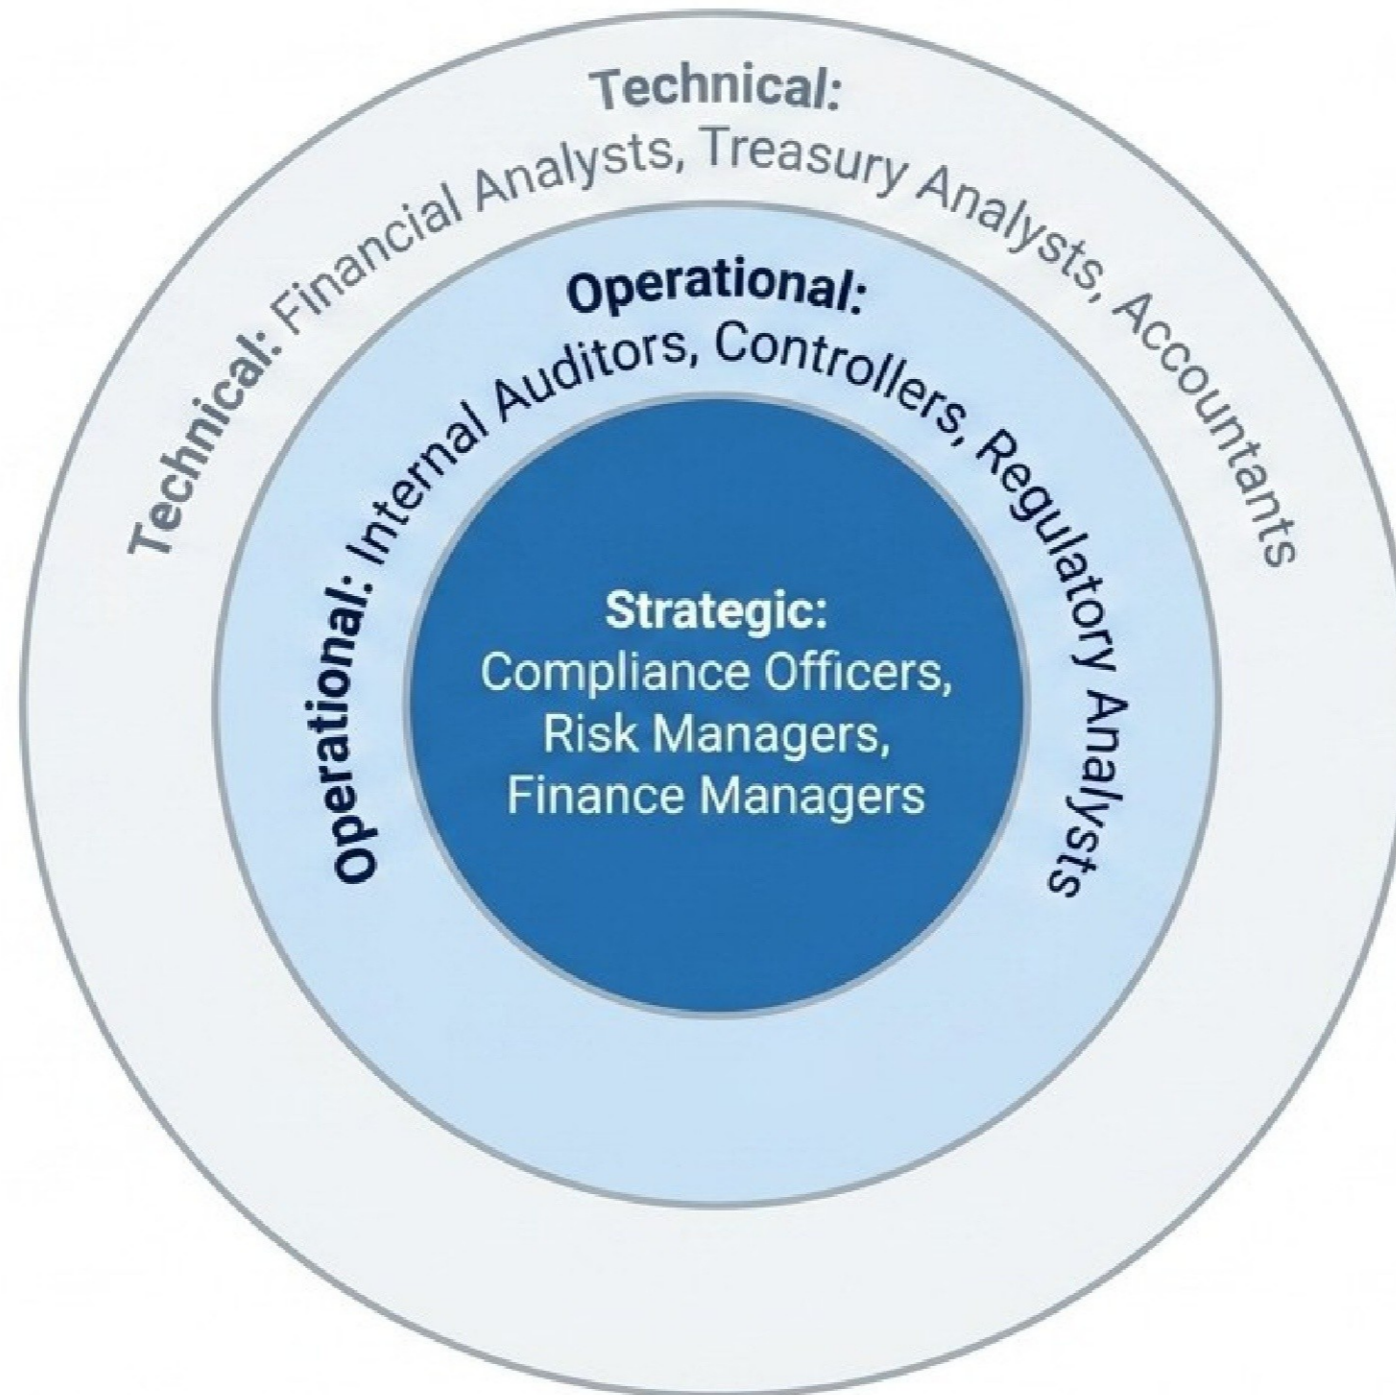 Technical:
Technical: Financial Analysts, Treasury Analysts, Accountants
Operational:
Operational: Internal Auditors, Controllers, Regulatory Analysts
Strategic:
Compliance Officers,
Risk Managers,
Finance Managers